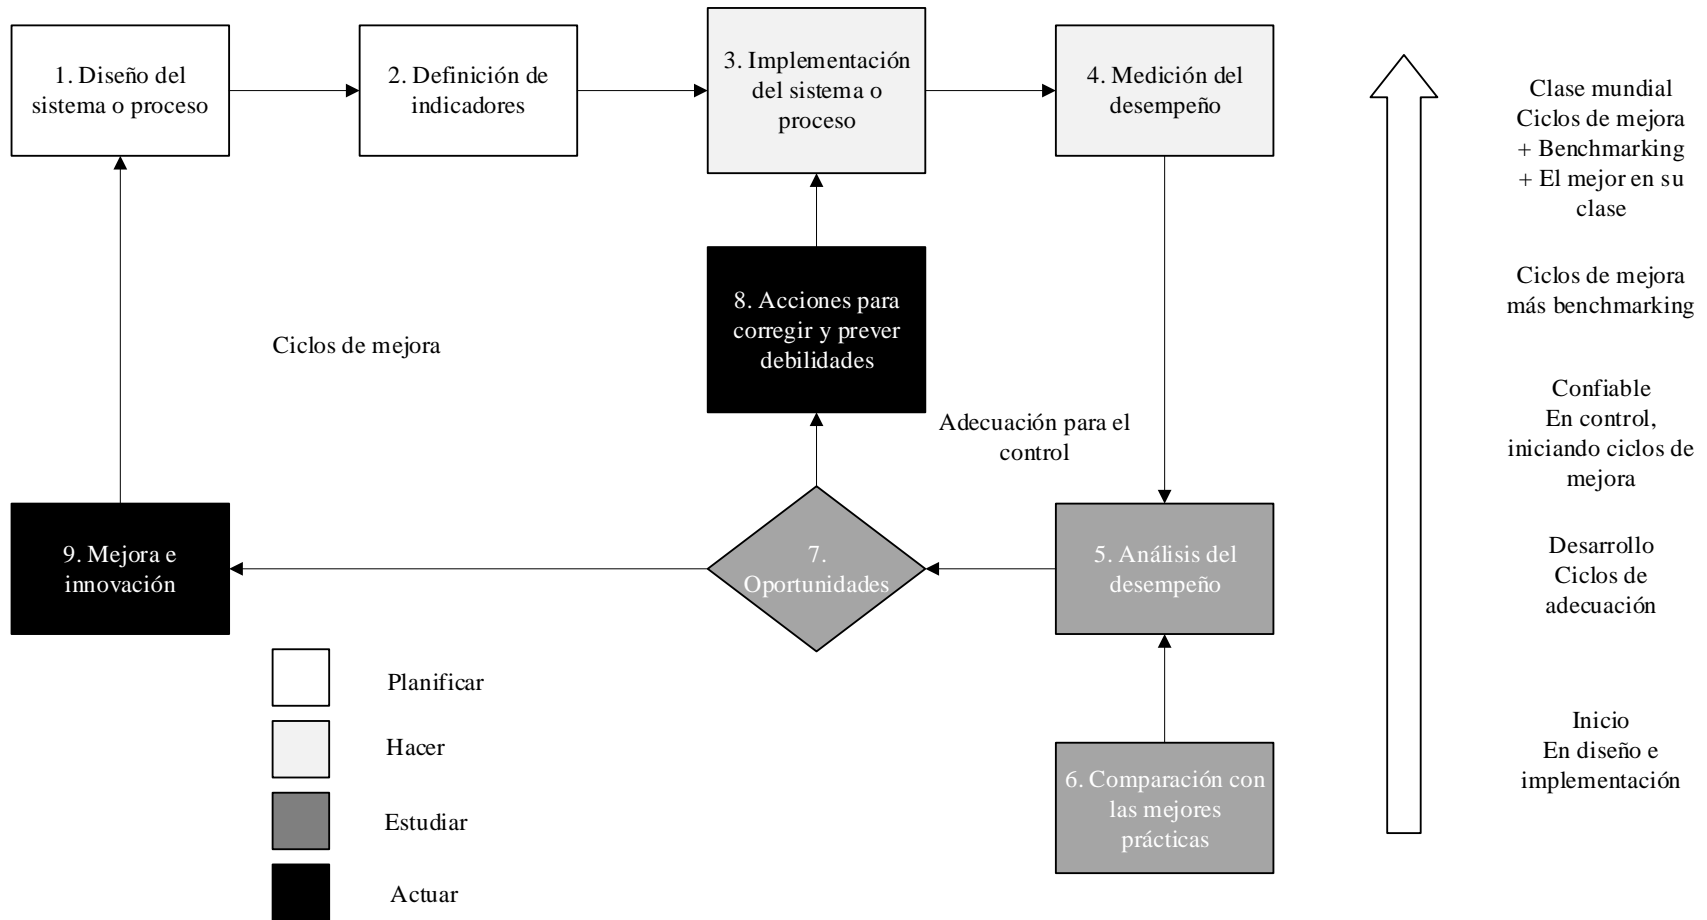 1. Diseño del
sistema o proceso
2. Definición de
indicadores
3. Implementación
del sistema o
proceso
4. Medición del
desempeño
Clase mundial
Ciclos de mejora
+ Benchmarking
+ El mejor en su
clase
Ciclos de mejora
más benchmarking
8. Acciones para
corregir y prever
debilidades
Ciclos de mejora
Adecuación para el
control
Confiable
En control,
iniciando ciclos de
mejora
9. Mejora e
innovación
7.
Oportunidades
5. Análisis del
desempeño
Desarrollo
Ciclos de
adecuación
Planificar
Hacer
Estudiar
Actuar
6. Comparación con
las mejores
prácticas
Inicio
En diseño e
implementación